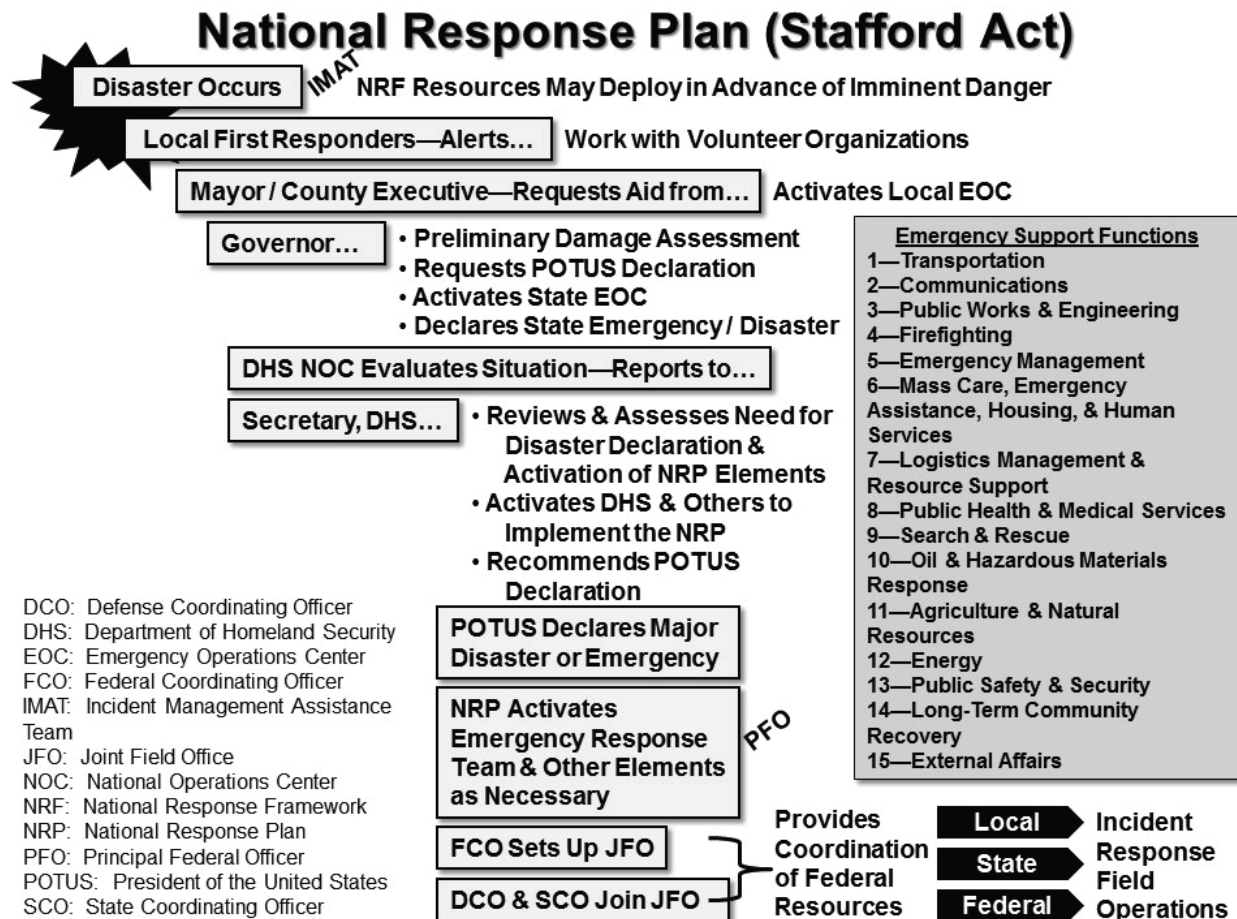 National Response Plan (Stafford Act)
Disaster Occurs
IMAT
NRF Resources May Deploy in Advance of Imminent Danger
Local First Responders—Alerts…
Work with Volunteer Organizations
Mayor / County Executive—Requests Aid from…
Activates Local EOC
Governor…
• Preliminary Damage Assessment
• Requests POTUS Declaration
• Activates State EOC
• Declares State Emergency / Disaster
DHS NOC Evaluates Situation—Reports to…
Secretary, DHS…
• Reviews & Assesses Need for
Disaster Declaration &
Activation of NRP Elements
• Activates DHS & Others to
Implement the NRP
• Recommends POTUS
Declaration
POTUS Declares Major
Disaster or Emergency
NRP Activates
Emergency Response
Team & Other Elements
as Necessary
PFO
FCO Sets Up JFO
DCO & SCO Join JFO
Provides
Coordination
of Federal
Resources
Local
State
Federal
Incident
Response
Field
Operations
Emergency Support Functions
1—Transportation
2—Communications
3—Public Works & Engineering
4—Firefighting
5—Emergency Management
6—Mass Care, Emergency
Assistance, Housing, & Human
Services
7—Logistics Management &
Resource Support
8—Public Health & Medical Services
9—Search & Rescue
10—Oil & Hazardous Materials
Response
11—Agriculture & Natural
Resources
12—Energy
13—Public Safety & Security
14—Long-Term Community
Recovery
15—External Affairs
DCO: Defense Coordinating Officer
DHS: Department of Homeland Security
EOC: Emergency Operations Center
FCO: Federal Coordinating Officer
IMAT: Incident Management Assistance
Team
JFO: Joint Field Office
NOC: National Operations Center
NRF: National Response Framework
NRP: National Response Plan
PFO: Principal Federal Officer
POTUS: President of the United States
SCO: State Coordinating Officer